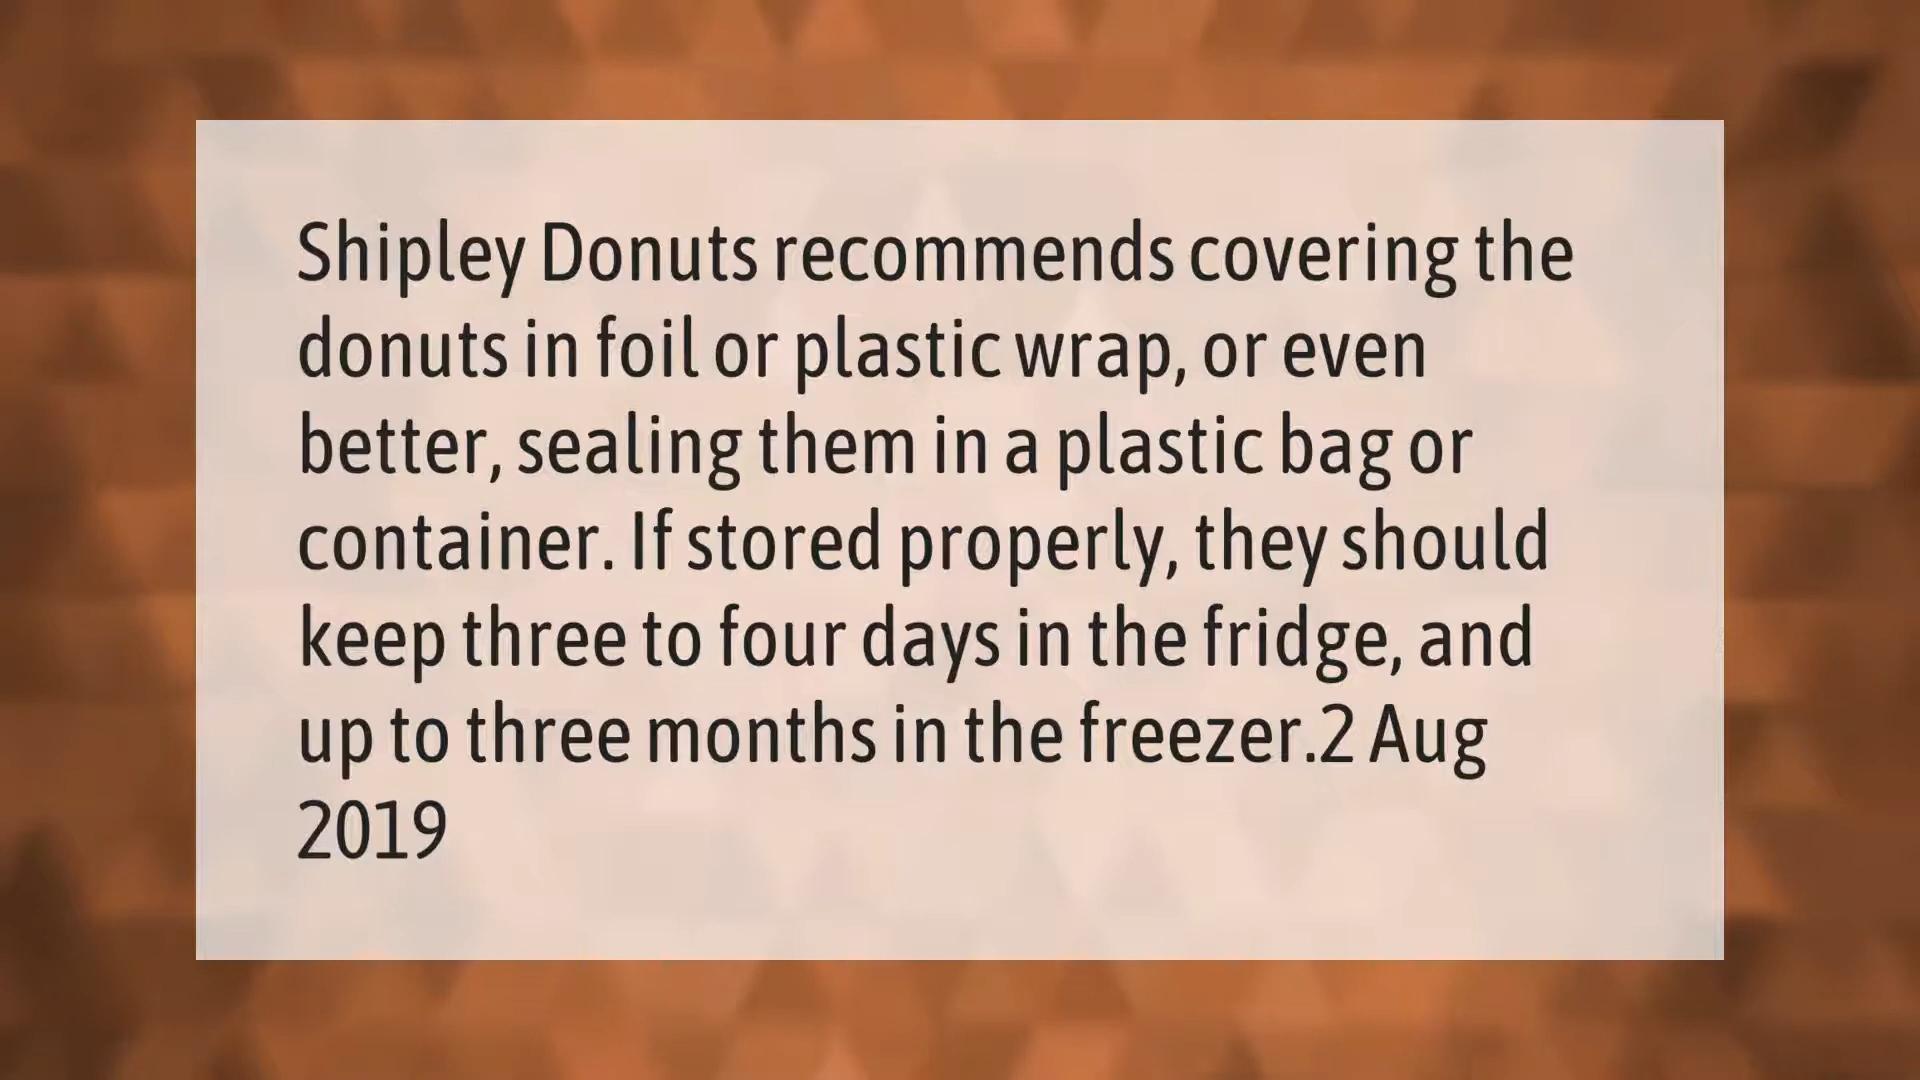 Shipley Donuts recommends covering the
donuts in foil or plastic wrap, or even
better, sealing them in a plastic bag or
container. If stored properly, they should
keep three to four days in the fridge, and
up to three months in the freezer.2 Aug
2019